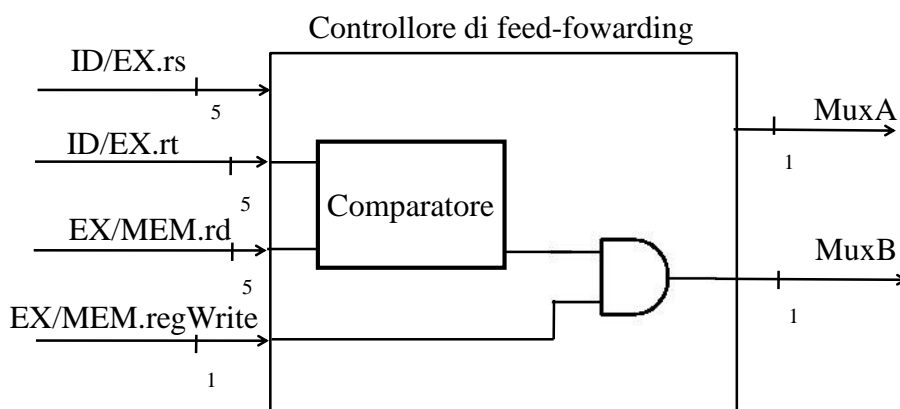 Controllore di feed-fowarding
ID/EX.rs
5
MuxA
1
ID/EX.rt
5
Comparatore
EX/MEM.rd
5
MuxB
1
EX/MEM.regWrite
1